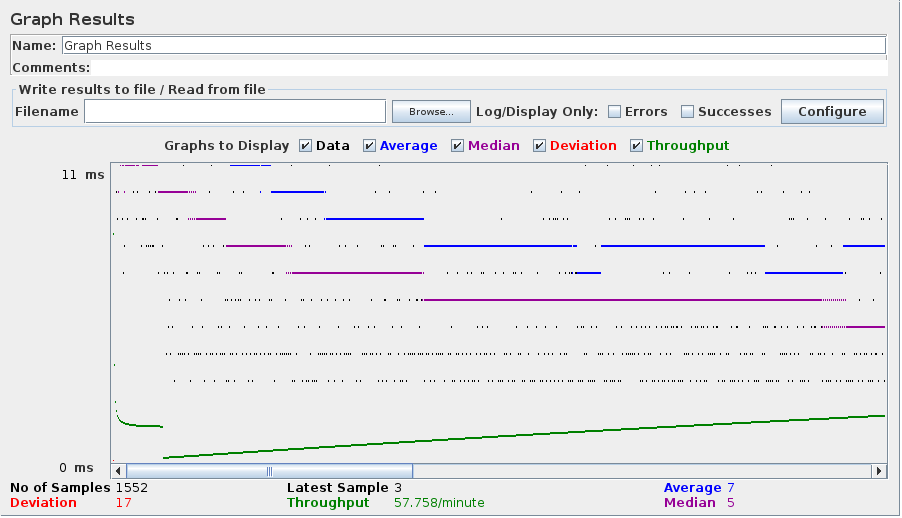 Graph Results
Name: Graph Results
Comments:
Write results to file / Read from file
Filename Browse... Log/Display Only: Errors Successes Configure
Graphs to Display Data Average Median Deviation Throughput
11 ms
0 ms
No of Samples 1552 Latest Sample 3 Average 7
Deviation 17 Throughput 57.758/minute Median 5